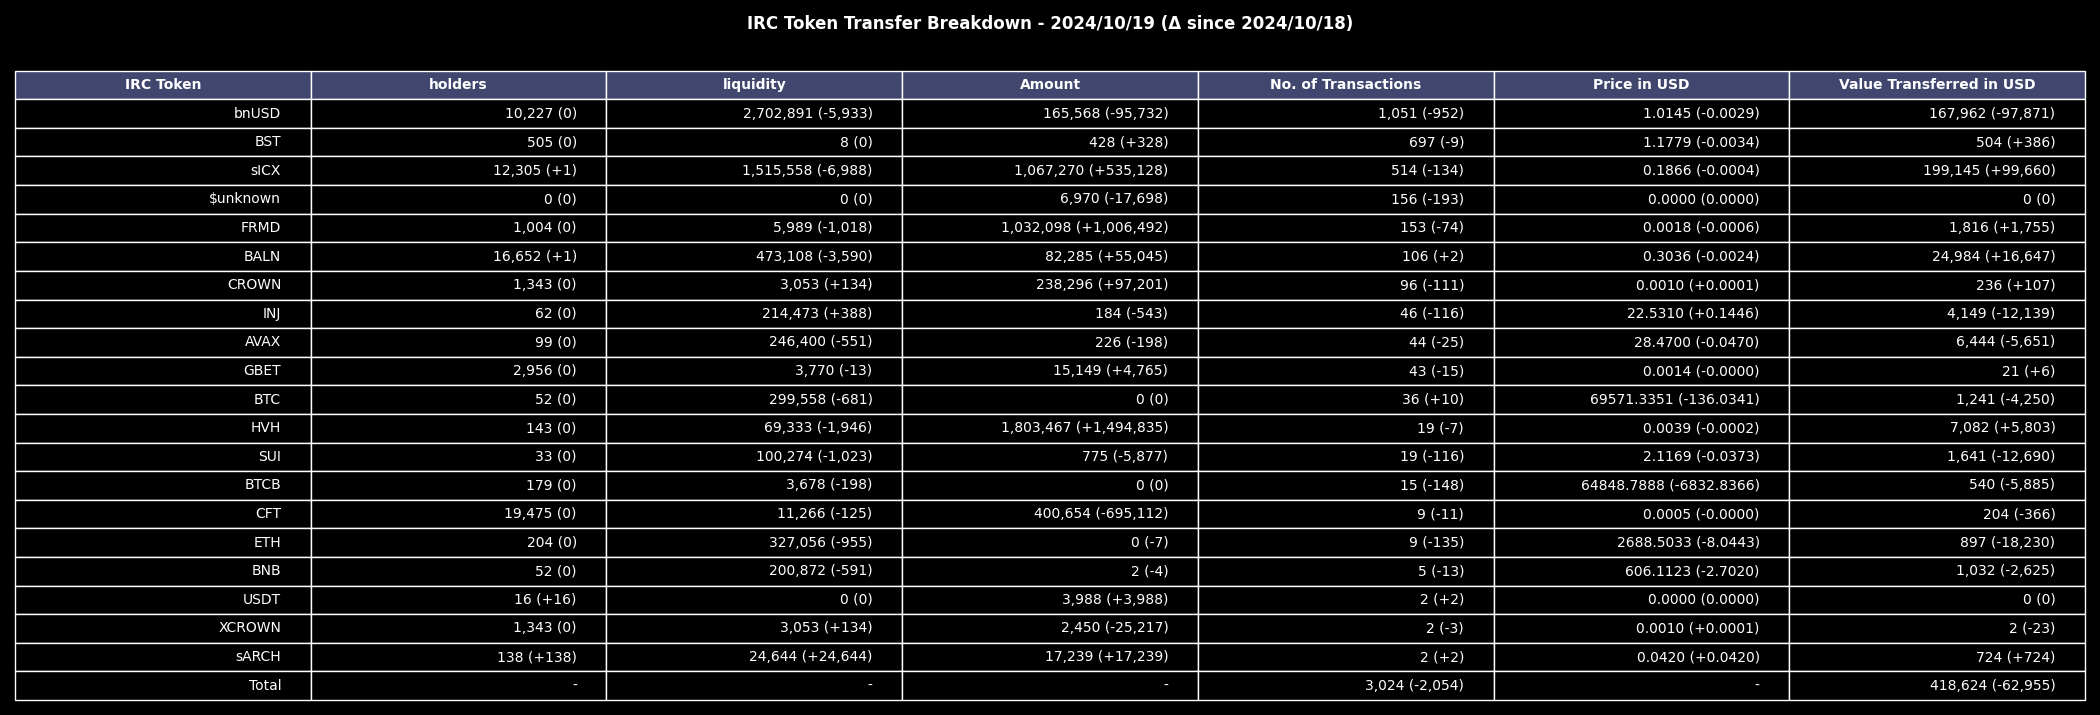 IRC Token Transfer Breakdown - 2024/10/19 (Δ since 2024/10/18)
IRC Token holders liquidity Amount No. of Transactions Price in USD Value Transferred in USD
bnUSD 10,227 (0) 2,702,891 (-5,933) 165,568 (-95,732) 1,051 (-952) 1.0145 (-0.0029) 167,962 (-97,871)
BST 505 (0) 8 (0) 428 (+328) 697 (-9) 1.1779 (-0.0034) 504 (+386)
sICX 12,305 (+1) 1,515,558 (-6,988) 1,067,270 (+535,128) 514 (-134) 0.1866 (-0.0004) 199,145 (+99,660)
$unknown 0 (0) 0 (0) 6,970 (-17,698) 156 (-193) 0.0000 (0.0000) 0 (0)
FRMD 1,004 (0) 5,989 (-1,018) 1,032,098 (+1,006,492) 153 (-74) 0.0018 (-0.0006) 1,816 (+1,755)
BALN 16,652 (+1) 473,108 (-3,590) 82,285 (+55,045) 106 (+2) 0.3036 (-0.0024) 24,984 (+16,647)
CROWN 1,343 (0) 3,053 (+134) 238,296 (+97,201) 96 (-111) 0.0010 (+0.0001) 236 (+107)
INJ 62 (0) 214,473 (+388) 184 (-543) 46 (-116) 22.5310 (+0.1446) 4,149 (-12,139)
AVAX 99 (0) 246,400 (-551) 226 (-198) 44 (-25) 28.4700 (-0.0470) 6,444 (-5,651)
GBET 2,956 (0) 3,770 (-13) 15,149 (+4,765) 43 (-15) 0.0014 (-0.0000) 21 (+6)
BTC 52 (0) 299,558 (-681) 0 (0) 36 (+10) 69571.3351 (-136.0341) 1,241 (-4,250)
HVH 143 (0) 69,333 (-1,946) 1,803,467 (+1,494,835) 19 (-7) 0.0039 (-0.0002) 7,082 (+5,803)
SUI 33 (0) 100,274 (-1,023) 775 (-5,877) 19 (-116) 2.1169 (-0.0373) 1,641 (-12,690)
BTCB 179 (0) 3,678 (-198) 0 (0) 15 (-148) 64848.7888 (-6832.8366) 540 (-5,885)
CFT 19,475 (0) 11,266 (-125) 400,654 (-695,112) 9 (-11) 0.0005 (-0.0000) 204 (-366)
ETH 204 (0) 327,056 (-955) 0 (-7) 9 (-135) 2688.5033 (-8.0443) 897 (-18,230)
BNB 52 (0) 200,872 (-591) 2 (-4) 5 (-13) 606.1123 (-2.7020) 1,032 (-2,625)
USDT 16 (+16) 0 (0) 3,988 (+3,988) 2 (+2) 0.0000 (0.0000) 0 (0)
XCROWN 1,343 (0) 3,053 (+134) 2,450 (-25,217) 2 (-3) 0.0010 (+0.0001) 2 (-23)
sARCH 138 (+138) 24,644 (+24,644) 17,239 (+17,239) 2 (+2) 0.0420 (+0.0420) 724 (+724)
Total - - - 3,024 (-2,054) - 418,624 (-62,955)